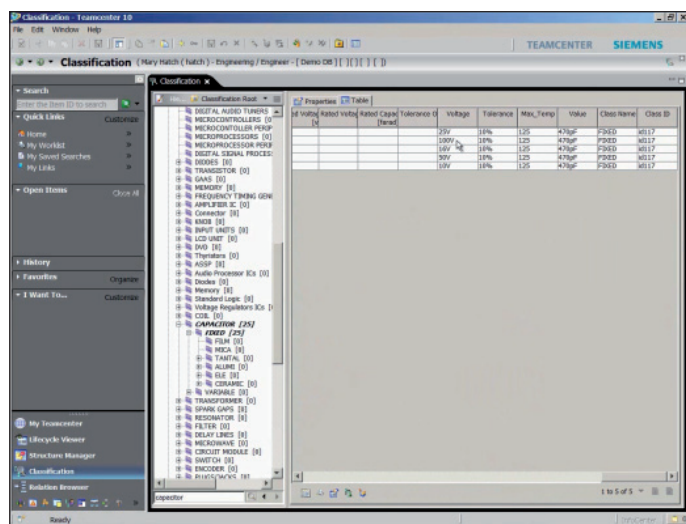 Classification - Teamcenter 10
File Edit Window Help
TEAMCENTER SIEMENS
Classification ( Mary Hatch ( hatch ) - Engineering / Engineer - [ Demo OB ] [ ] [ ] [ ] [ ] )
Search
Enter the Item ID to search
Quick Links Customize
Home
My Worklist
My Saved Searches
My Links
Open Items Close All
History
Favorites Organize
I Want To... Customize
My Teamcenter
Lifecycle Viewer
Structure Manager
Classification
Relation Browser
Ready
Classification
Classification Root
DIGITAL AUDIO TUNERS
MICROCONTROLLERS [0]
MICROCONTOLLER PERIP
MICROPROCESSORS [0]
MICROPROCESSOR PERIP
DIGITAL SIGNAL PROCES
DIODES [0]
TRANSISTOR [0]
GAAS [0]
MEMORY [0]
FREQUENCY TIMING GENE
AMPLIFIER IC [0]
Connector [0]
KNOB [0]
INPUT UNITS [0]
LCD UNIT [0]
DVD [0]
Thyristors [0]
ASSP [0]
Audio Processor ICs [0]
Diodes [0]
Memory [0]
Standard Logic [0]
Voltage Regulators ICs [
COIL [0]
CAPACITOR [25]
FIXED [25]
FILM [0]
MICA [0]
TANTAL [0]
ALUMI [0]
ELE [0]
CERAMIC [0]
VARIABLE [0]
TRANSFORMER [0]
SPARK GAPS [0]
RESONATOR [0]
FILTER [0]
DELAY LINES [0]
MICROWAVE [0]
CIRCUIT MODULE [0]
SWITCH [0]
ENCODER [0]
capacitor
Properties Table
ed Voltag Rated Voltag Rated Capac Tolerance C Voltage Tolerance Max_Temp Value Class Name Class ID
[farad
25V 10% 125 470pF FIXED id117
100V 10% 125 470pF FIXED id117
16V 10% 125 470pF FIXED id117
50V 10% 125 470pF FIXED id117
10V 10% 125 470pF FIXED id117
1 to 5 of 5
InfoCenter